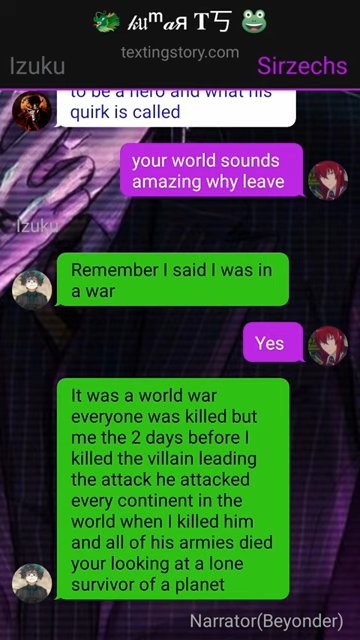 𝓀𝓊ᵐ𝒶я 𝐓丂
textingstory.com
Izuku
Sirzechs
to be a hero and what his
quirk is called
your world sounds
amazing why leave
Izuku
Remember I said I was in
a war
Yes
It was a world war
everyone was killed but
me the 2 days before I
killed the villain leading
the attack he attacked
every continent in the
world when I killed him
and all of his armies died
your looking at a lone
survivor of a planet
Narrator(Beyonder)